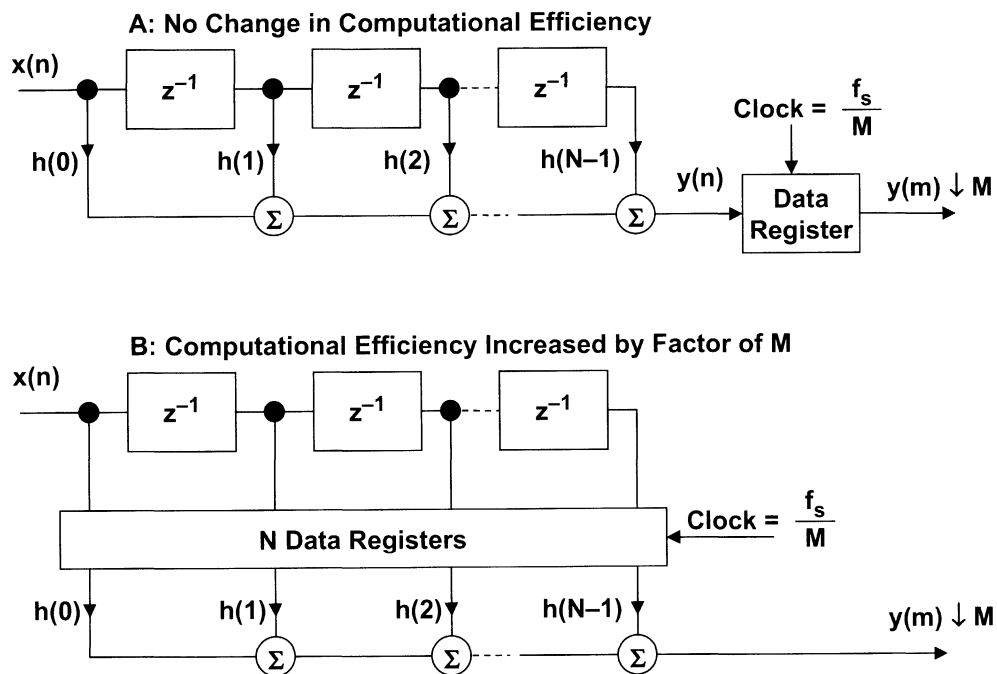 A: No Change in Computational Efficiency
x(n)
z⁻¹ z⁻¹ z⁻¹
Clock = fs/M
h(0) h(1) h(2) h(N–1)
y(n)
Data
Register
y(m) ↓ M
Σ Σ Σ
B: Computational Efficiency Increased by Factor of M
x(n)
z⁻¹ z⁻¹ z⁻¹
N Data Registers
Clock = fs/M
h(0) h(1) h(2) h(N–1)
y(m) ↓ M
Σ Σ Σ